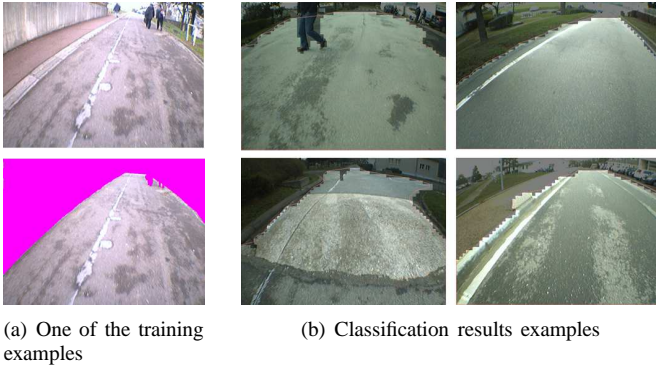 (a) One of the training
examples
(b) Classification results examples